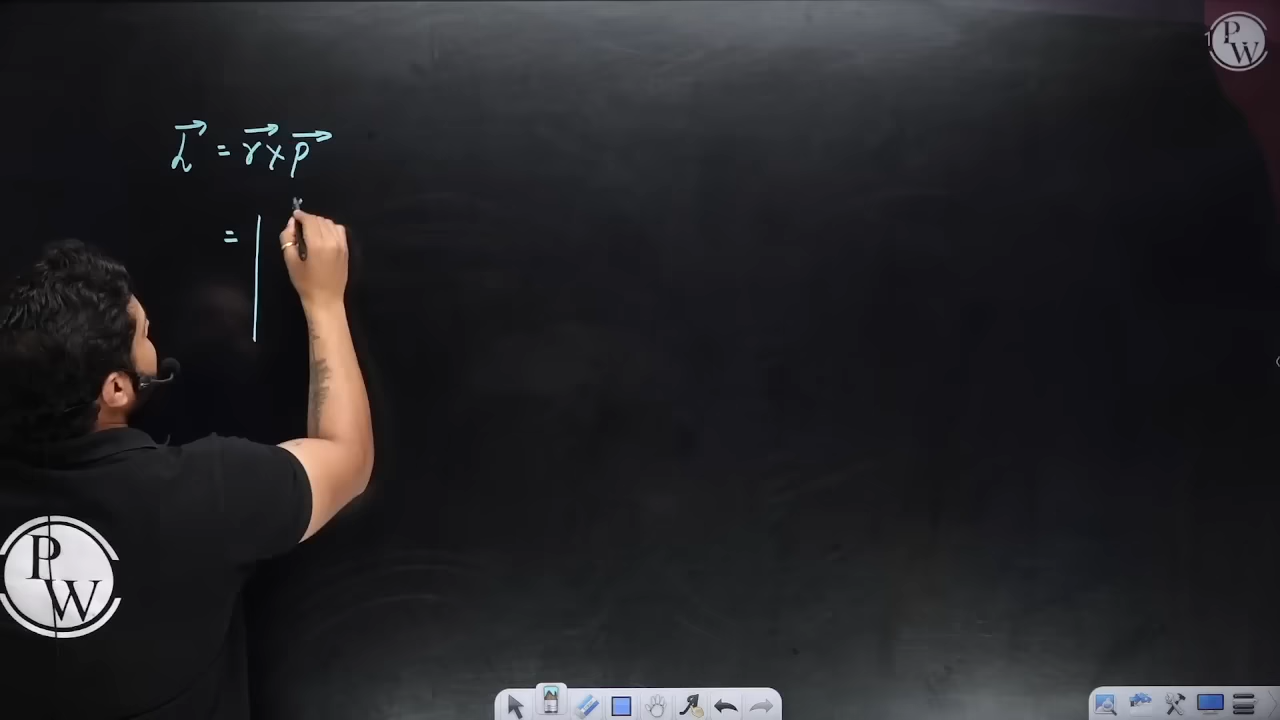 PW
L⃗ = r⃗ × p⃗
= |
PW